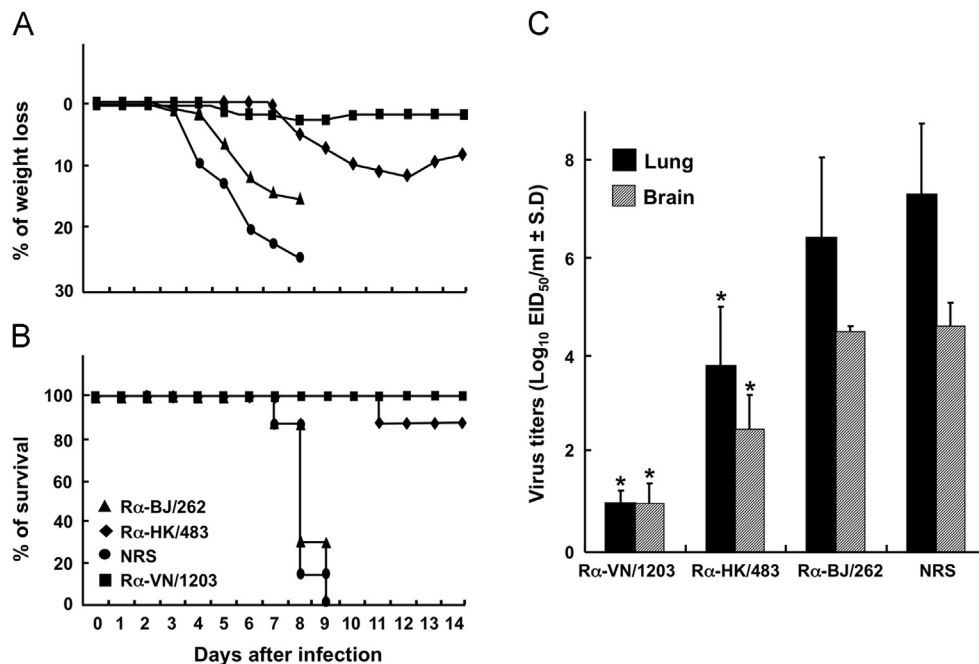 A
% of weight loss
0
10
20
30
B
% of survival
100
80
60
40
20
0
Rα-BJ/262
Rα-HK/483
NRS
Rα-VN/1203
0 1 2 3 4 5 6 7 8 9 10 11 12 13 14
Days after infection
C
Virus titers (Log₁₀ EID₅₀/ml ± S.D)
8
6
4
2
0
Lung
Brain
* * * *
Rα-VN/1203 Rα-HK/483 Rα-BJ/262 NRS